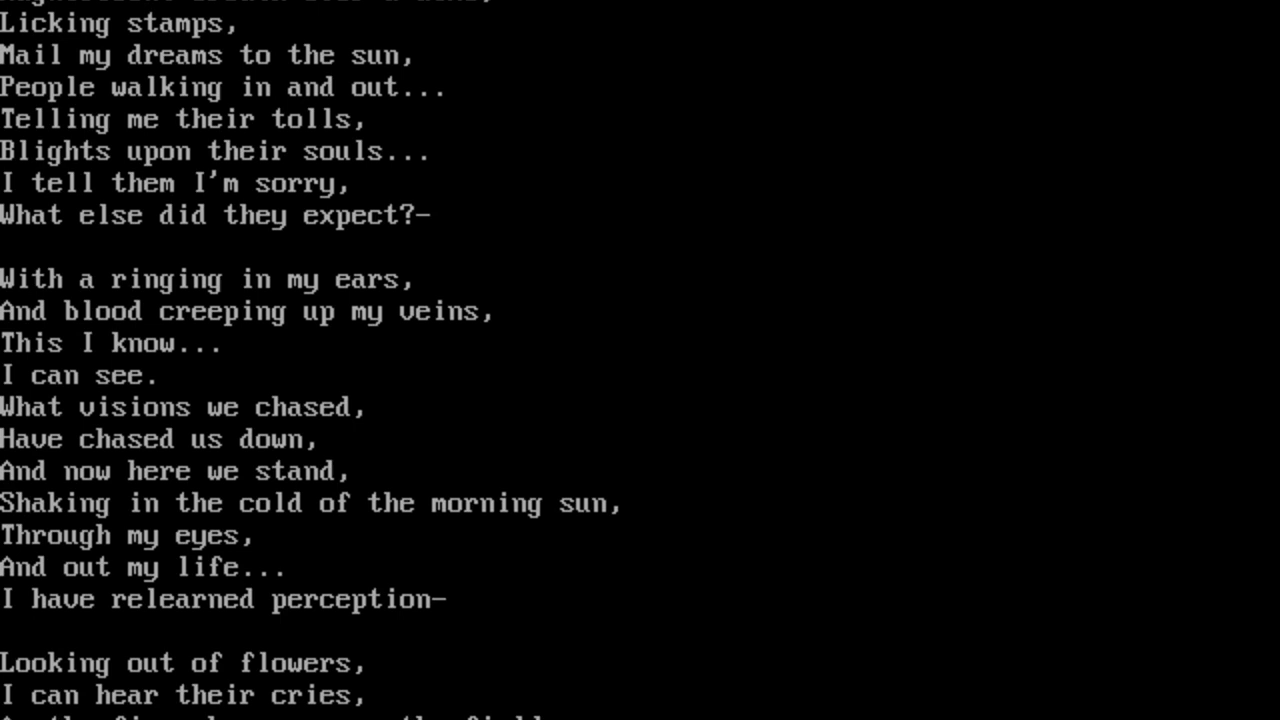 Licking stamps,
Mail my dreams to the sun,
People walking in and out...
Telling me their tolls,
Blights upon their souls...
I tell them I'm sorry,
What else did they expect?-

With a ringing in my ears,
And blood creeping up my veins,
This I know...
I can see.
What visions we chased,
Have chased us down,
And now here we stand,
Shaking in the cold of the morning sun,
Through my eyes,
And out my life...
I have relearned perception-

Looking out of flowers,
I can hear their cries,